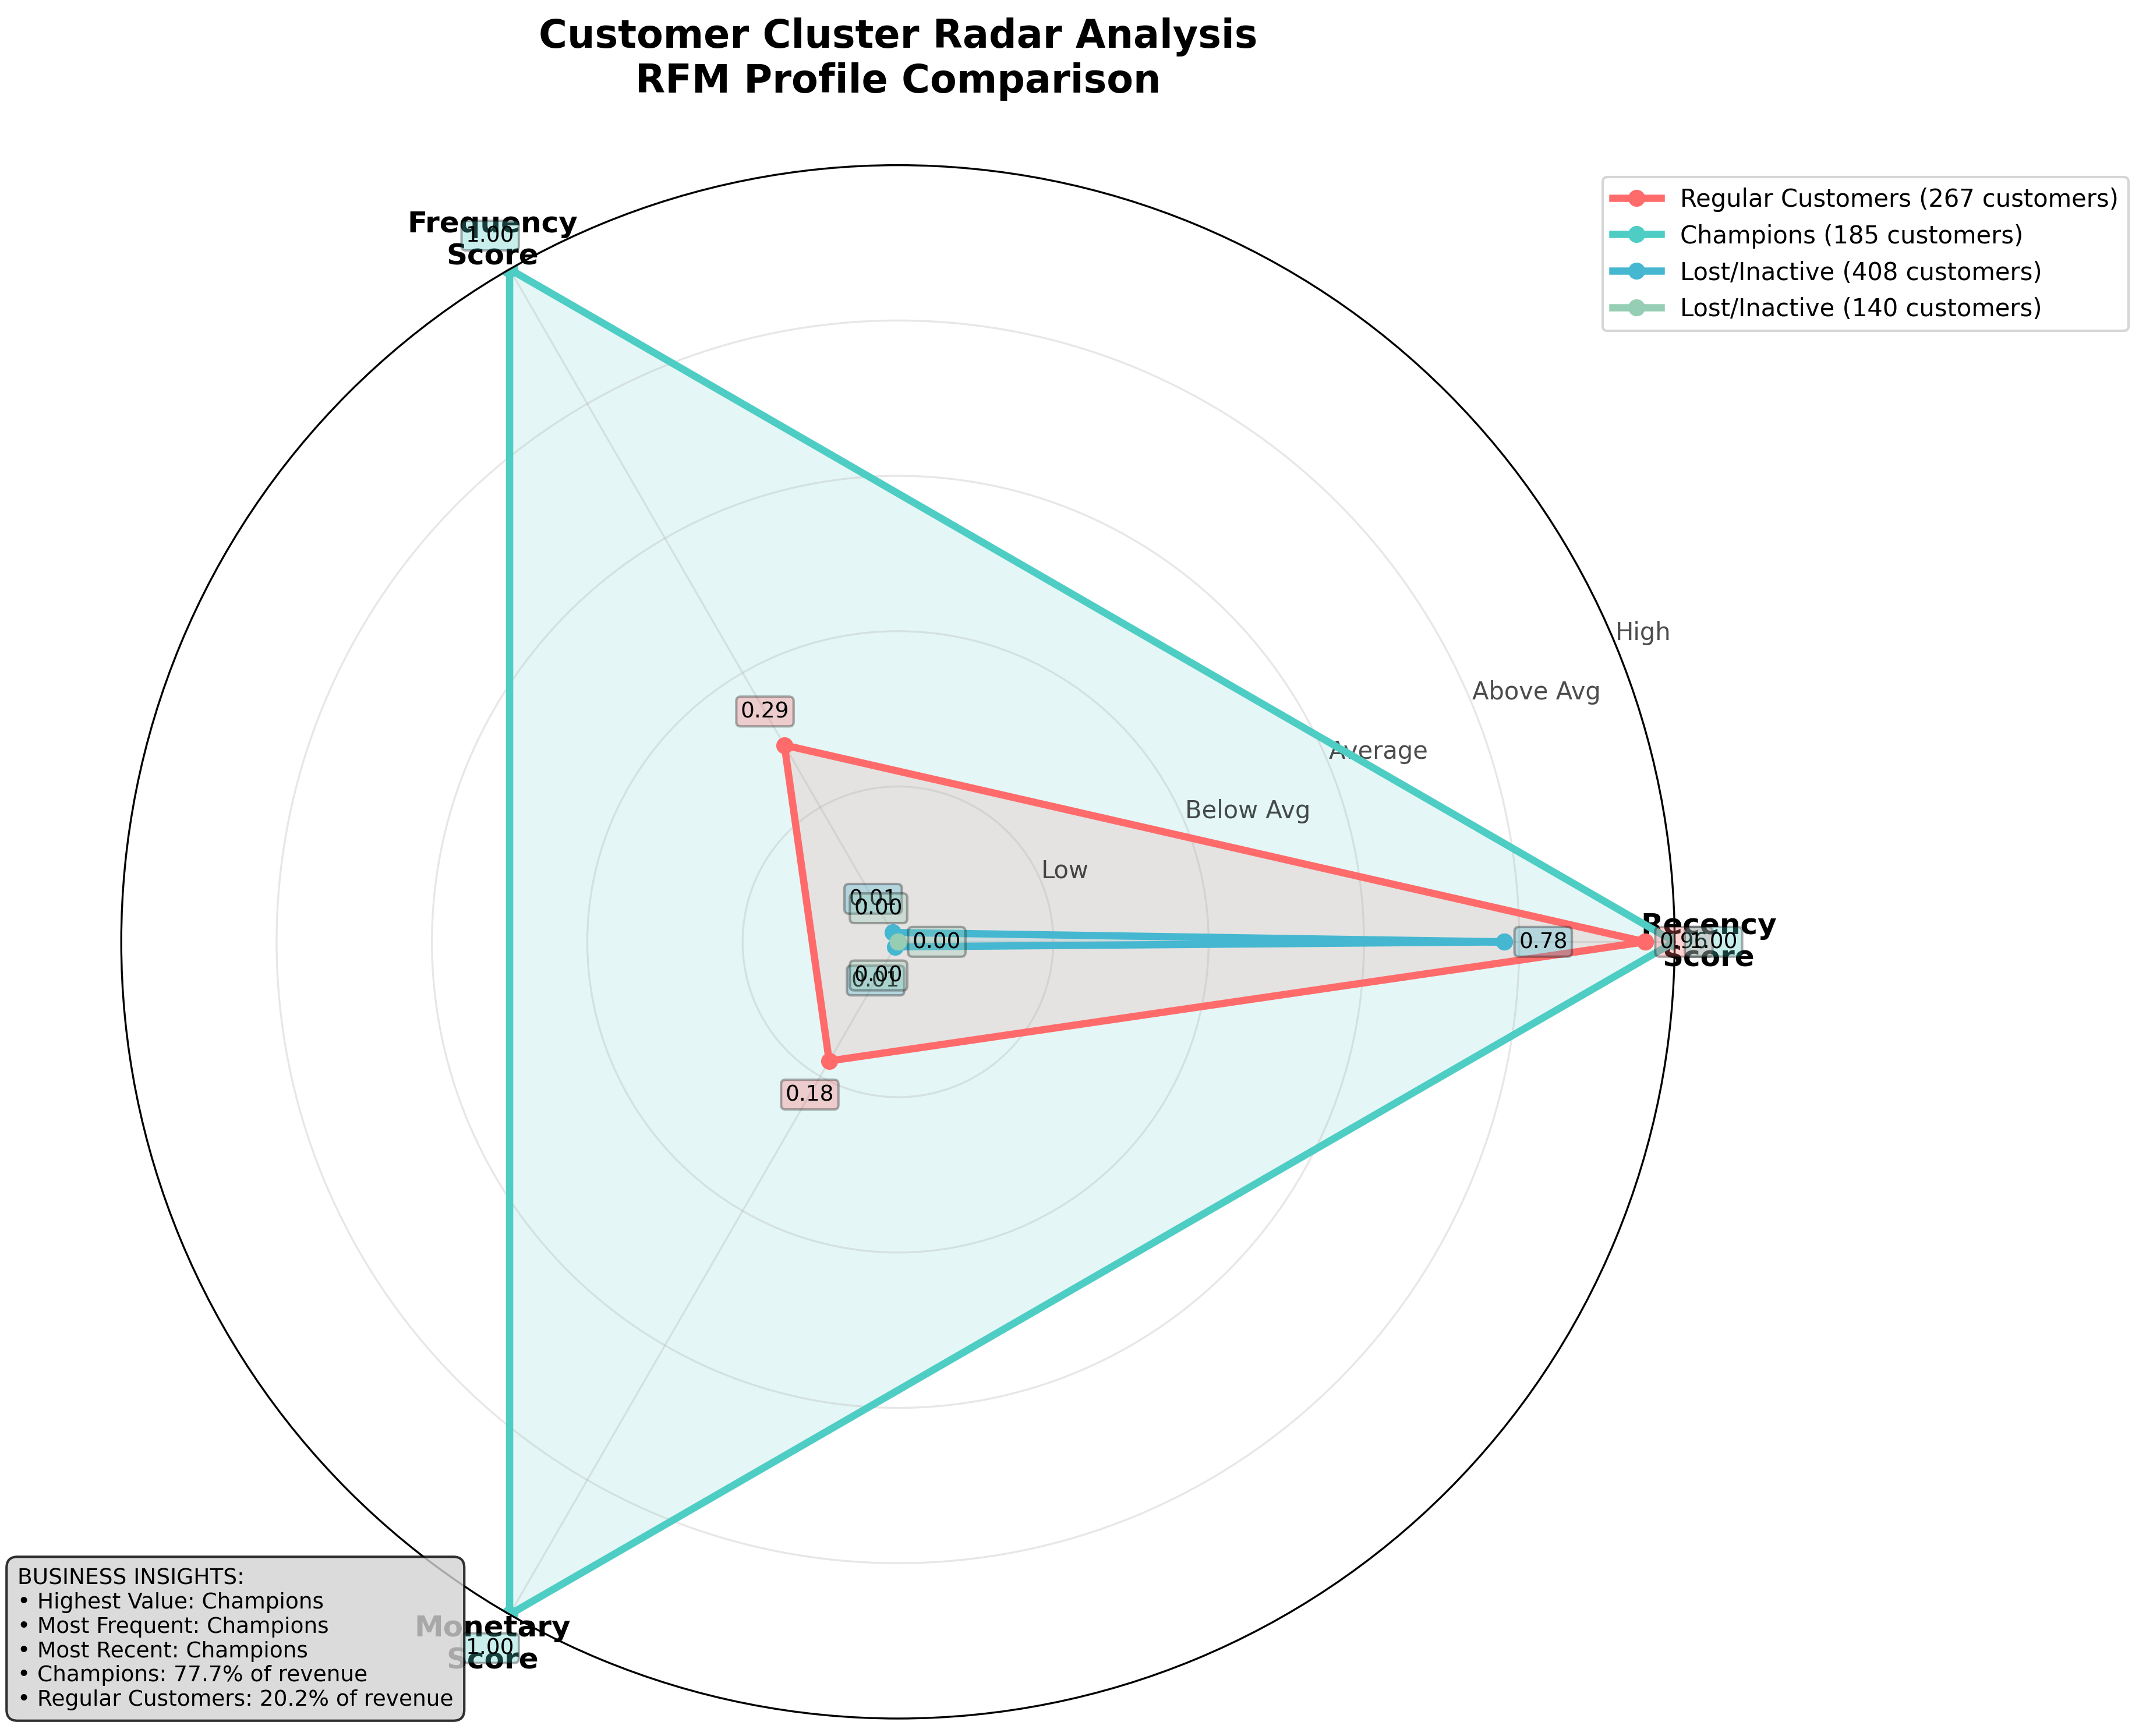 Customer Cluster Radar Analysis
RFM Profile Comparison
Regular Customers (267 customers)
Champions (185 customers)
Lost/Inactive (408 customers)
Lost/Inactive (140 customers)
Frequency
Score
1.00
High
Above Avg
Average
Below Avg
Low
0.29
0.01
0.00
0.00
0.78
Recency
Score
0.96
1.00
0.00
0.01
0.18
Monetary
Score
1.00
BUSINESS INSIGHTS:
• Highest Value: Champions
• Most Frequent: Champions
• Most Recent: Champions
• Champions: 77.7% of revenue
• Regular Customers: 20.2% of revenue